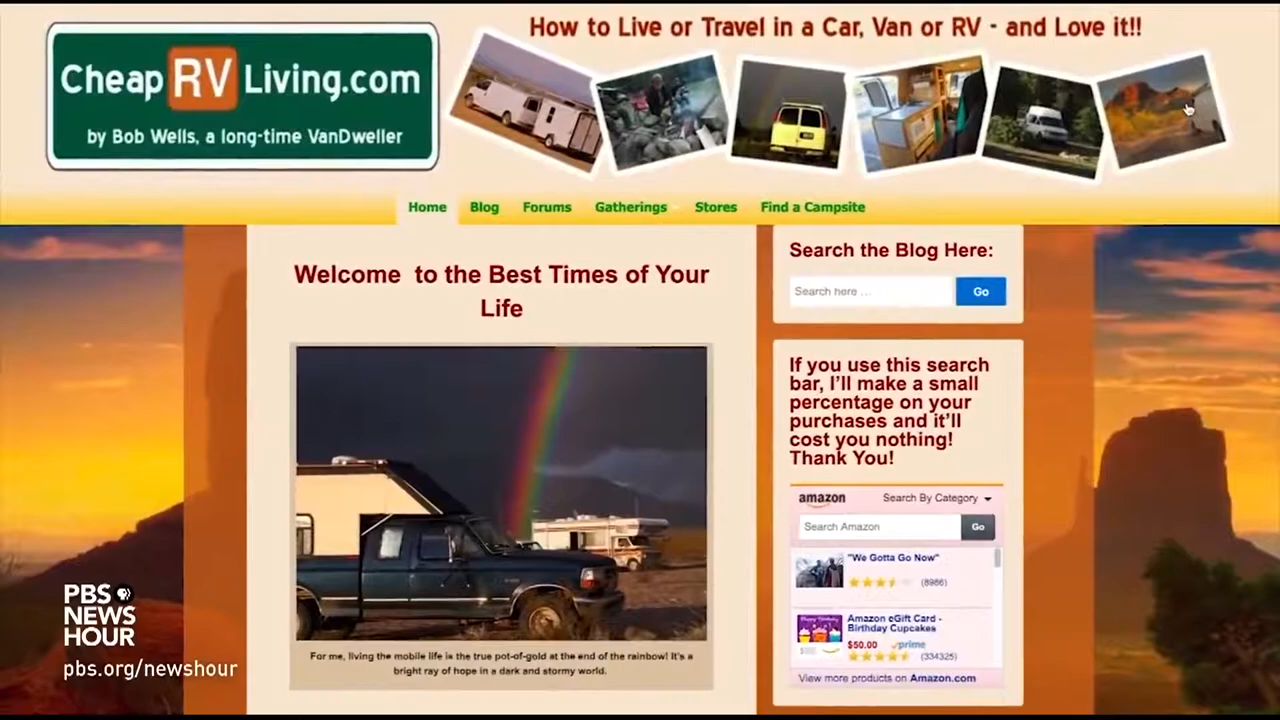 How to Live or Travel in a Car, Van or RV - and Love it!!
Cheap RV Living.com
by Bob Wells, a long-time VanDweller
Home Blog Forums Gatherings Stores Find a Campsite
Welcome to the Best Times of Your
Life
For me, living the mobile life is the true pot-of-gold at the end of the rainbow! It's a
bright ray of hope in a dark and stormy world.
Search the Blog Here:
Search here ...
Go
If you use this search
bar, I'll make a small
percentage on your
purchases and it'll
cost you nothing!
Thank You!
amazon Search By Category
Search Amazon Go
"We Gotta Go Now"
(8986)
Amazon eGift Card -
Birthday Cupcakes
$50.00 prime
(334325)
View more products on Amazon.com
PBS
NEWS
HOUR
pbs.org/newshour